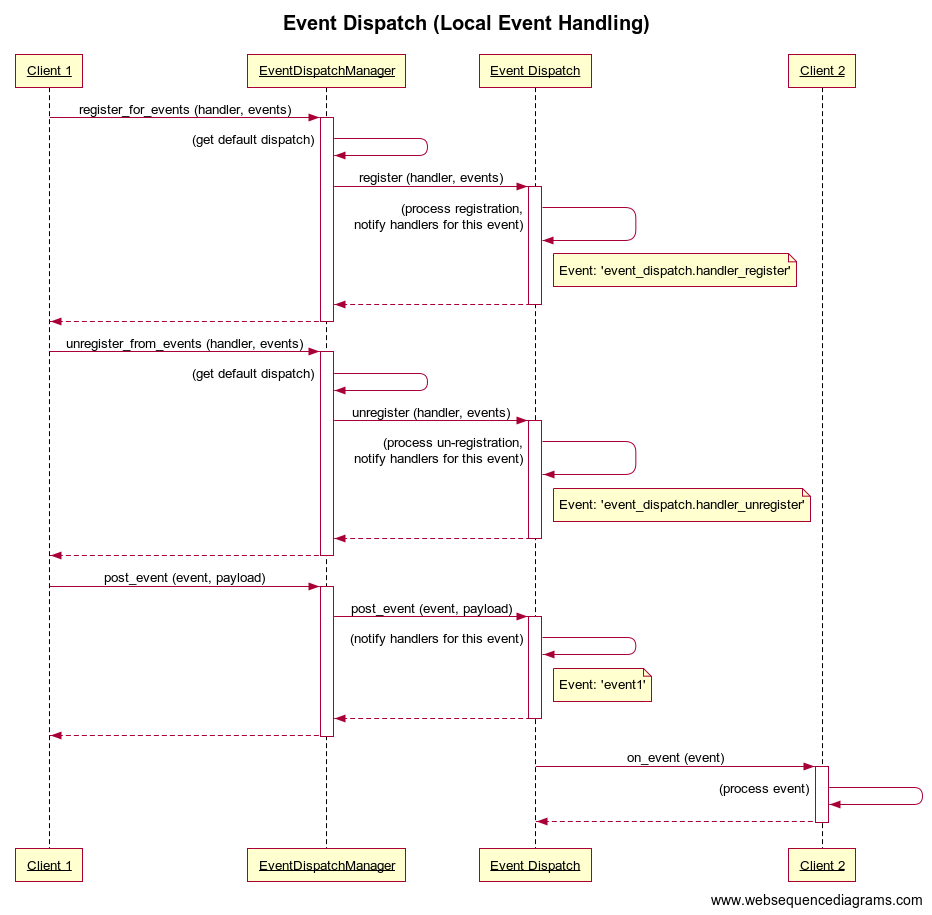 Event Dispatch (Local Event Handling)
Client 1
EventDispatchManager
Event Dispatch
Client 2
register_for_events (handler, events)
(get default dispatch)
register (handler, events)
(process registration,
notify handlers for this event)
Event: 'event_dispatch.handler_register'
unregister_from_events (handler, events)
(get default dispatch)
unregister (handler, events)
(process un-registration,
notify handlers for this event)
Event: 'event_dispatch.handler_unregister'
post_event (event, payload)
post_event (event, payload)
(notify handlers for this event)
Event: 'event1'
on_event (event)
(process event)
Client 1
EventDispatchManager
Event Dispatch
Client 2
www.websequencediagrams.com